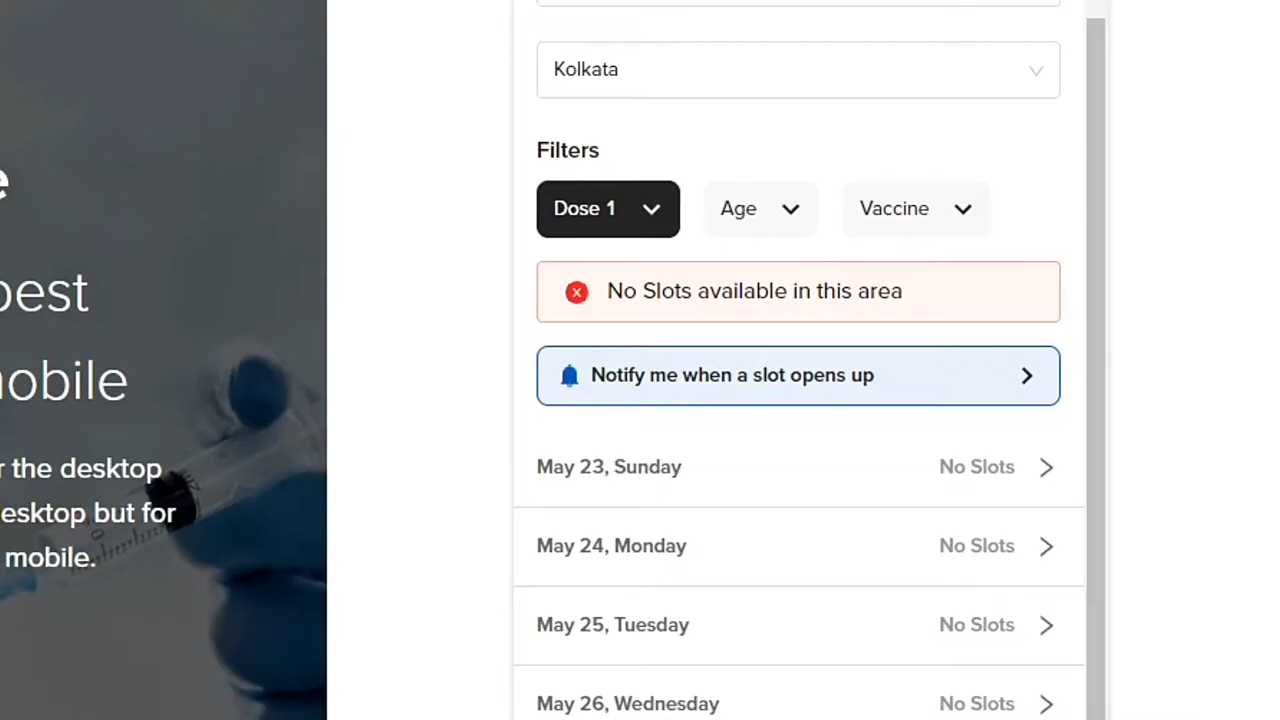 e
best
nobile
r the desktop
esktop but for
mobile.
Kolkata
Filters
Dose 1
Age
Vaccine
No Slots available in this area
Notify me when a slot opens up
May 23, Sunday No Slots
May 24, Monday No Slots
May 25, Tuesday No Slots
May 26, Wednesday No Slots